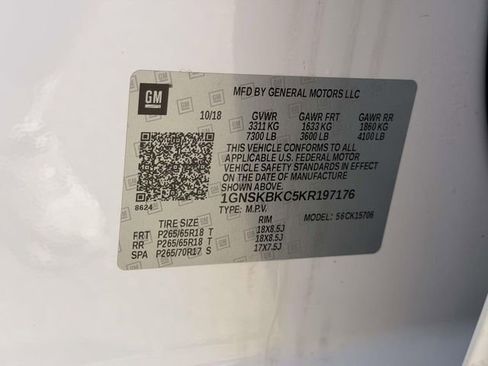 GM
MFD BY GENERAL MOTORS LLC
10/18 GVWR GAWR FRT GAWR RR
3311 KG 1633 KG 1860 KG
7300 LB 3600 LB 4100 LB
THIS VEHICLE CONFORMS TO ALL
APPLICABLE U.S. FEDERAL MOTOR
VEHICLE SAFETY STANDARDS IN EFFECT
ON THE DATE OF MANUFACTURE SHOWN ABOVE.
1GNSKBKC5KR197176
8624
TYPE: M.P.V. MODEL: 56CK15706
TIRE SIZE RIM
FRT P265/65R18 T 18X8.5J
RR P265/65R18 T 18X8.5J
SPA P265/70R17 S 17X7.5J